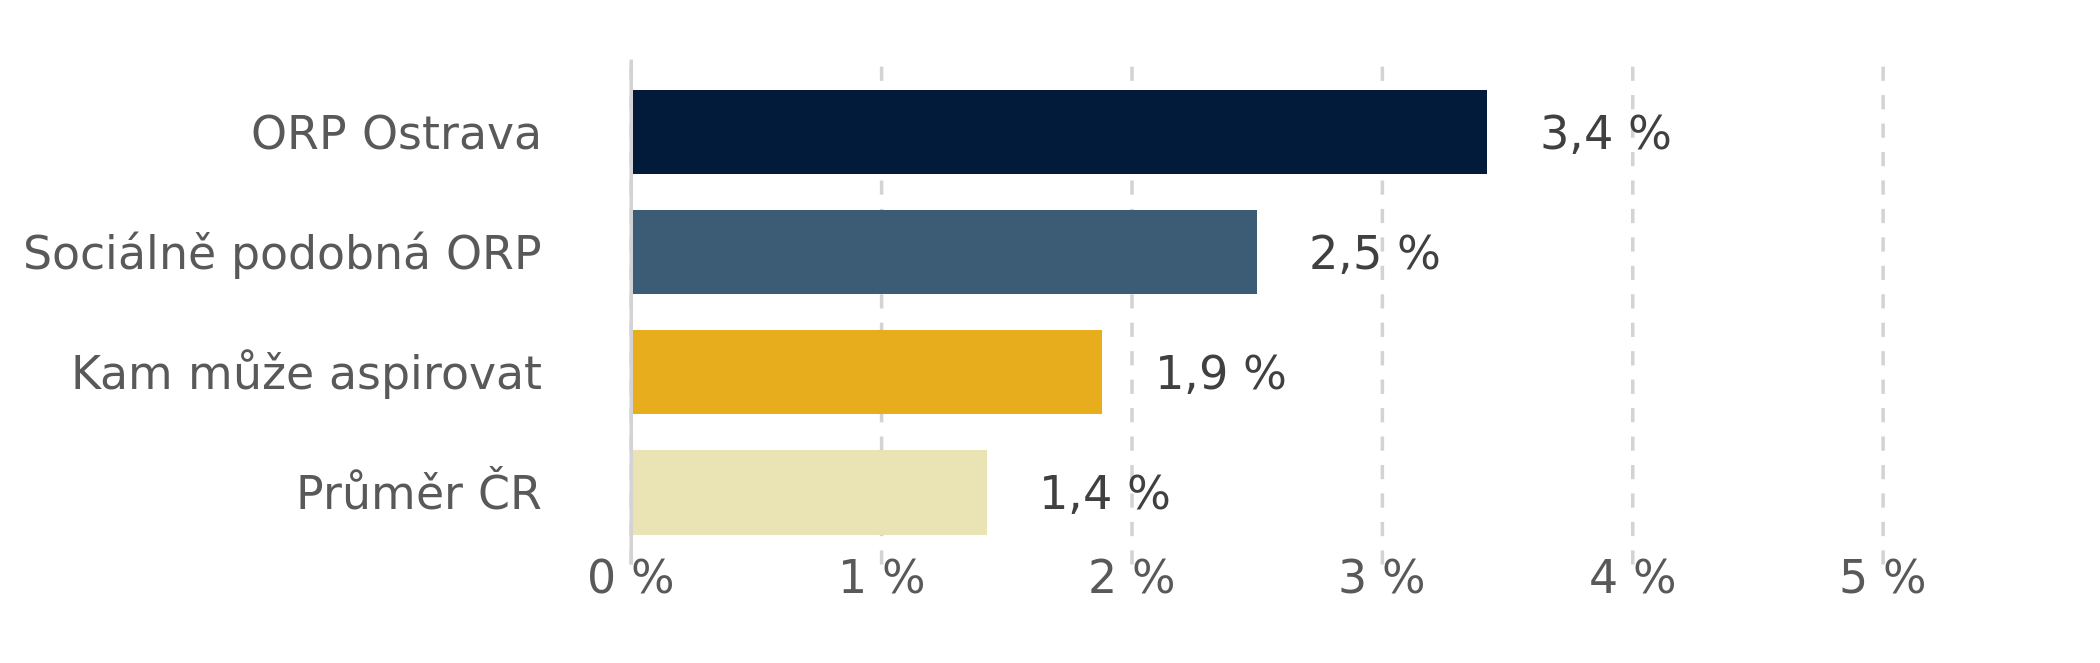 ORP Ostrava 3,4 %
Sociálně podobná ORP 2,5 %
Kam může aspirovat 1,9 %
Průměr ČR 1,4 %
0 % 1 % 2 % 3 % 4 % 5 %